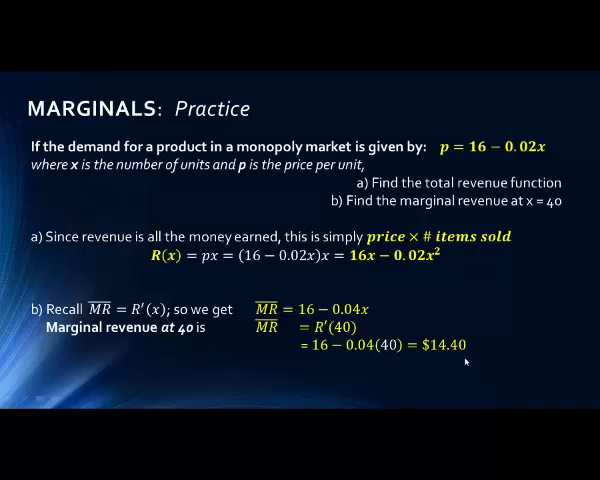 MARGINALS: Practice
If the demand for a product in a monopoly market is given by: p = 16 − 0.02x
where x is the number of units and p is the price per unit,
a) Find the total revenue function
b) Find the marginal revenue at x = 40
a) Since revenue is all the money earned, this is simply price × # items sold
R(x) = px = (16 − 0.02x)x = 16x − 0.02x²
b) Recall M̅R̅ = R′(x); so we get M̅R̅ = 16 − 0.04x
Marginal revenue at 40 is M̅R̅ = R′(40)
= 16 − 0.04(40) = $14.40